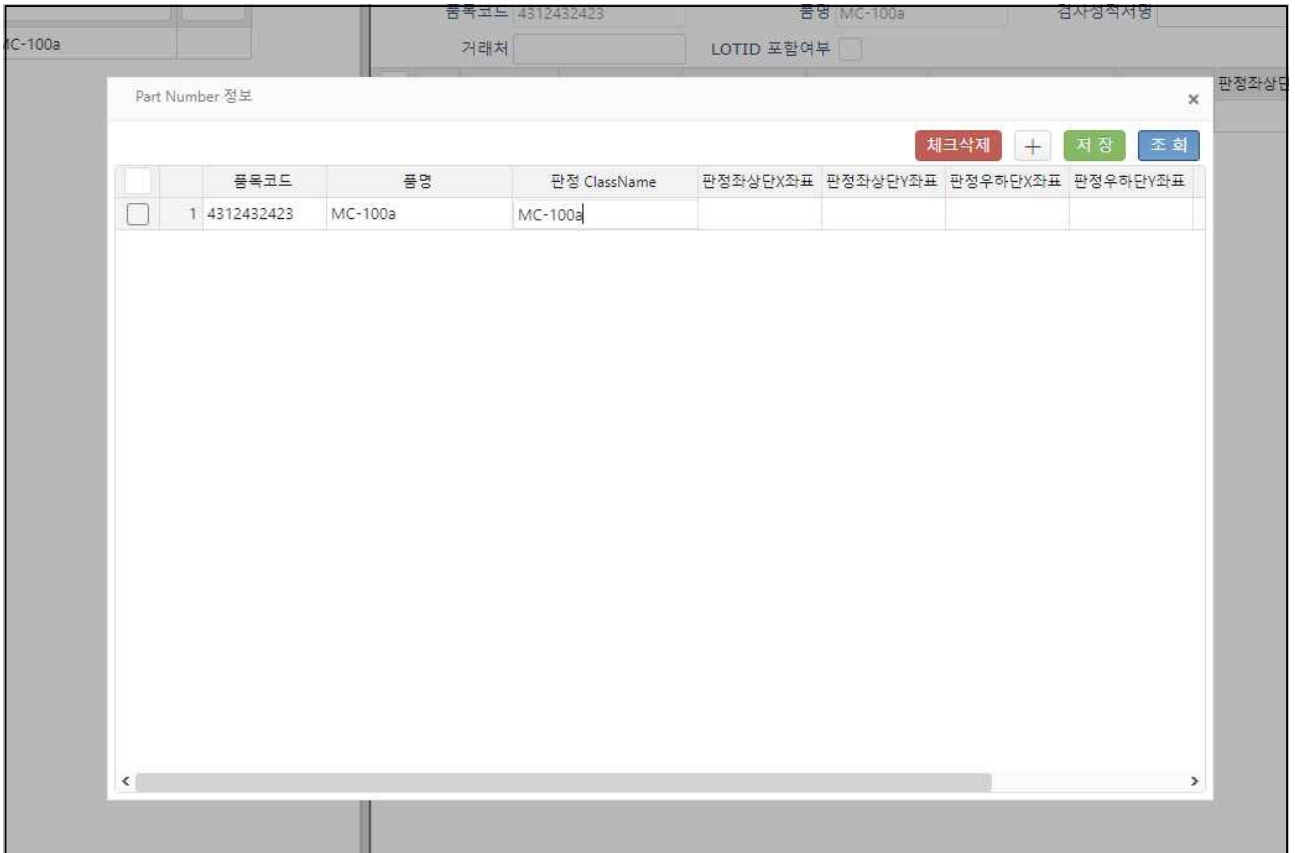 품목코드 4312432423 품명 MC-100a 검사성적서명
MC-100a
거래처 LOTID 포함여부
판정좌상단
Part Number 정보 ×
체크삭제 + 저 장 조 회
품목코드 품명 판정 ClassName 판정좌상단X좌표 판정좌상단Y좌표 판정우하단X좌표 판정우하단Y좌표
1 4312432423 MC-100a MC-100a